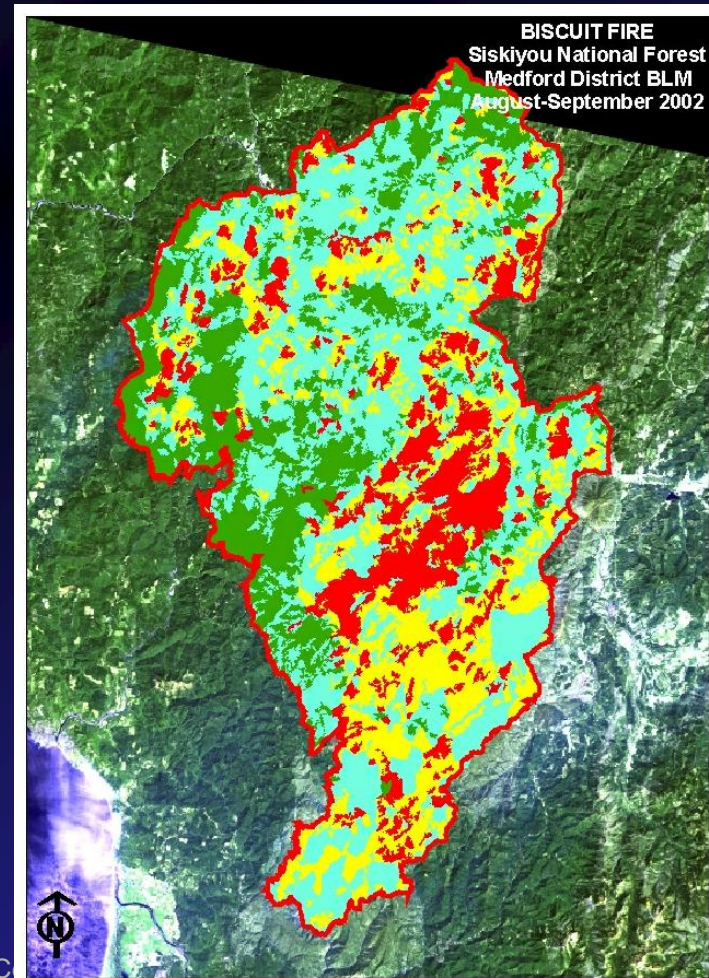 BISCUIT FIRE
Siskiyou National Forest
Medford District BLM
August-September 2002
N